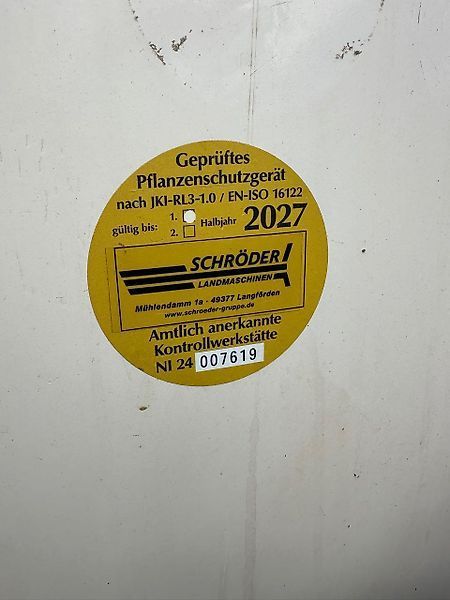 Geprüftes
Pflanzenschutzgerät
nach JKI-RL3-1.0 / EN-ISO 16122
gültig bis: 1. Halbjahr 2027
2.
SCHRÖDER
LANDMASCHINEN
Mühlendamm 1a - 49377 Langförden
www.schroeder-gruppe.de
Amtlich anerkannte
Kontrollwerkstätte
NI 24 007619